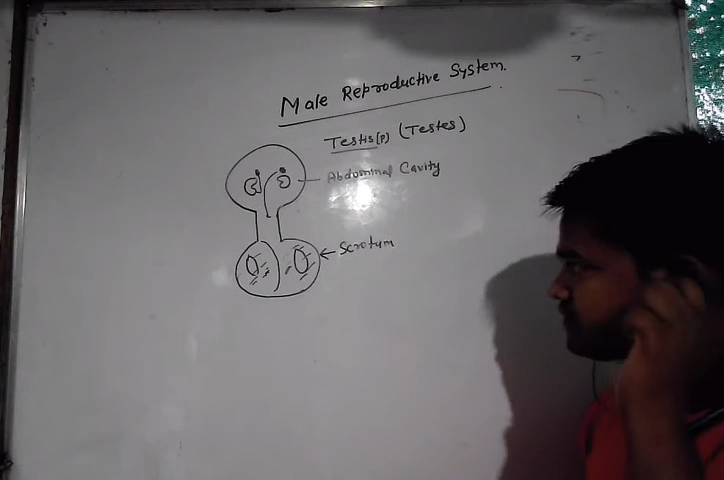 Male Reproductive System.
Testis(P) (Testes)
Abdominal Cavity
Scrotum